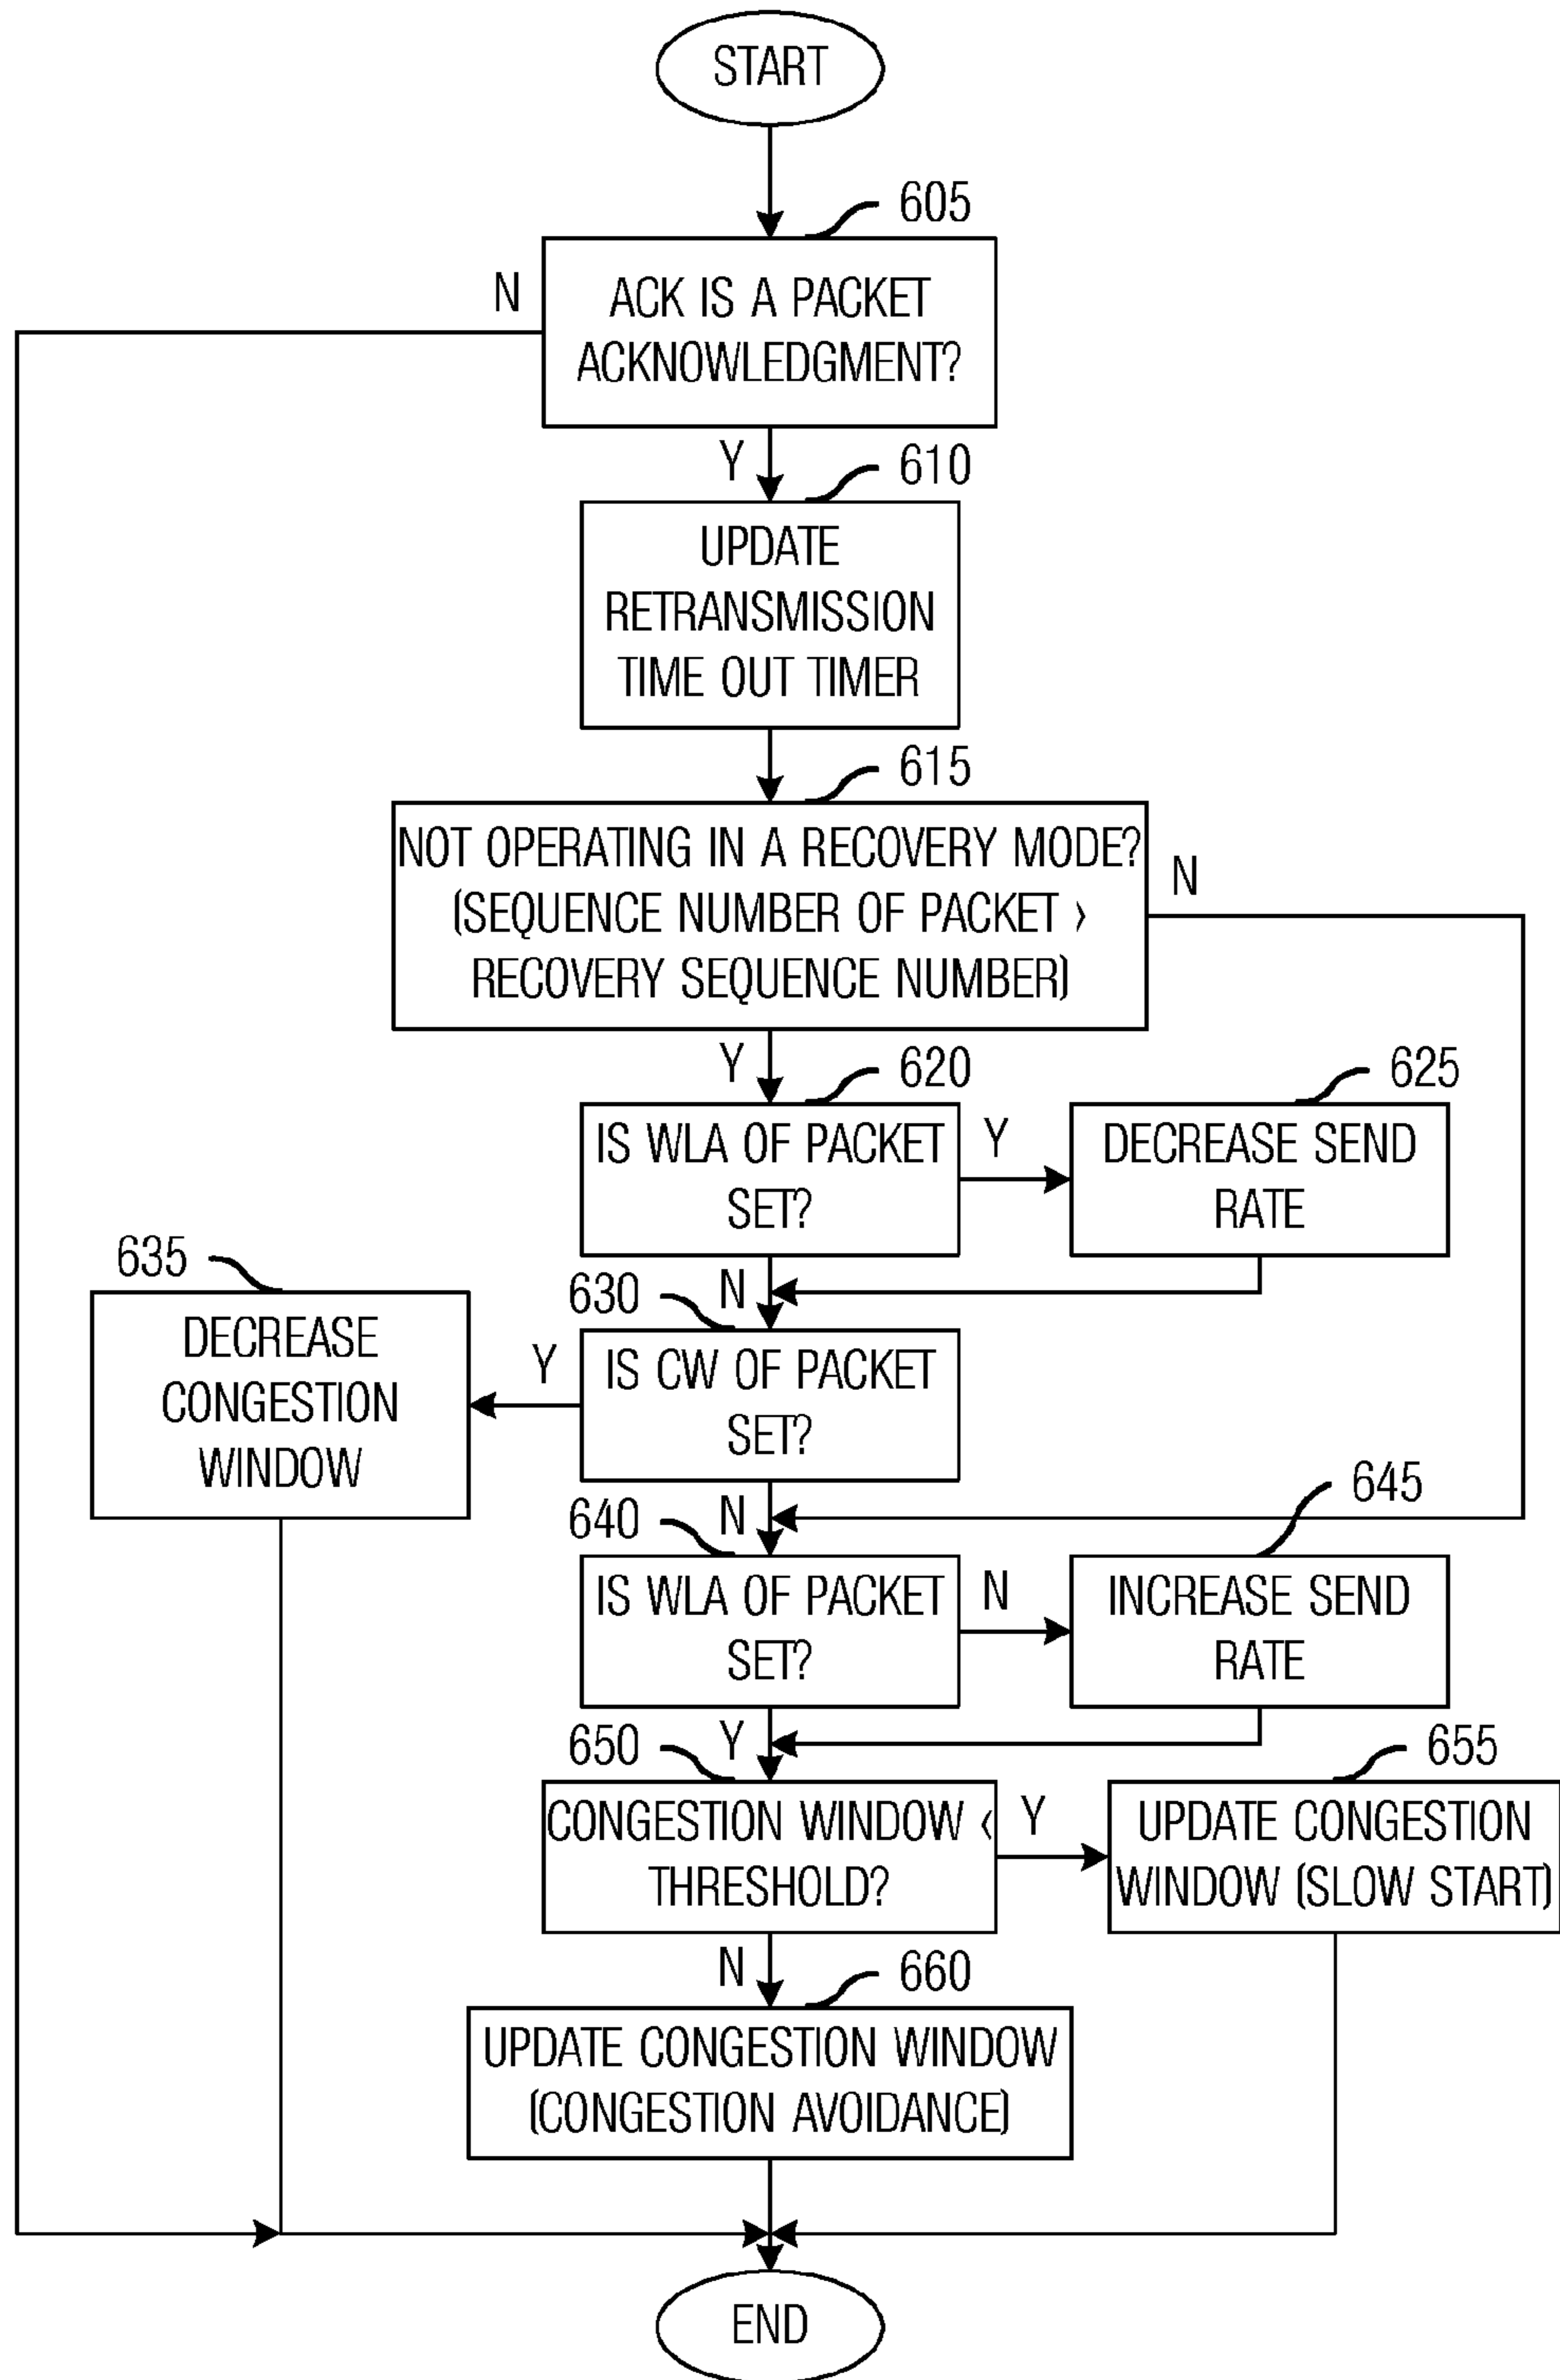 START
605
N
ACK IS A PACKET
ACKNOWLEDGMENT?
Y
610
UPDATE
RETRANSMISSION
TIME OUT TIMER
615
NOT OPERATING IN A RECOVERY MODE?
(SEQUENCE NUMBER OF PACKET >
RECOVERY SEQUENCE NUMBER)
N
Y
620
625
IS WLA OF PACKET
SET?
Y
DECREASE SEND
RATE
635
630
N
DECREASE
CONGESTION
WINDOW
Y
IS CW OF PACKET
SET?
640
N
645
IS WLA OF PACKET
SET?
N
INCREASE SEND
RATE
650
Y
655
CONGESTION WINDOW <
THRESHOLD?
Y
UPDATE CONGESTION
WINDOW (SLOW START)
N
660
UPDATE CONGESTION WINDOW
(CONGESTION AVOIDANCE)
END